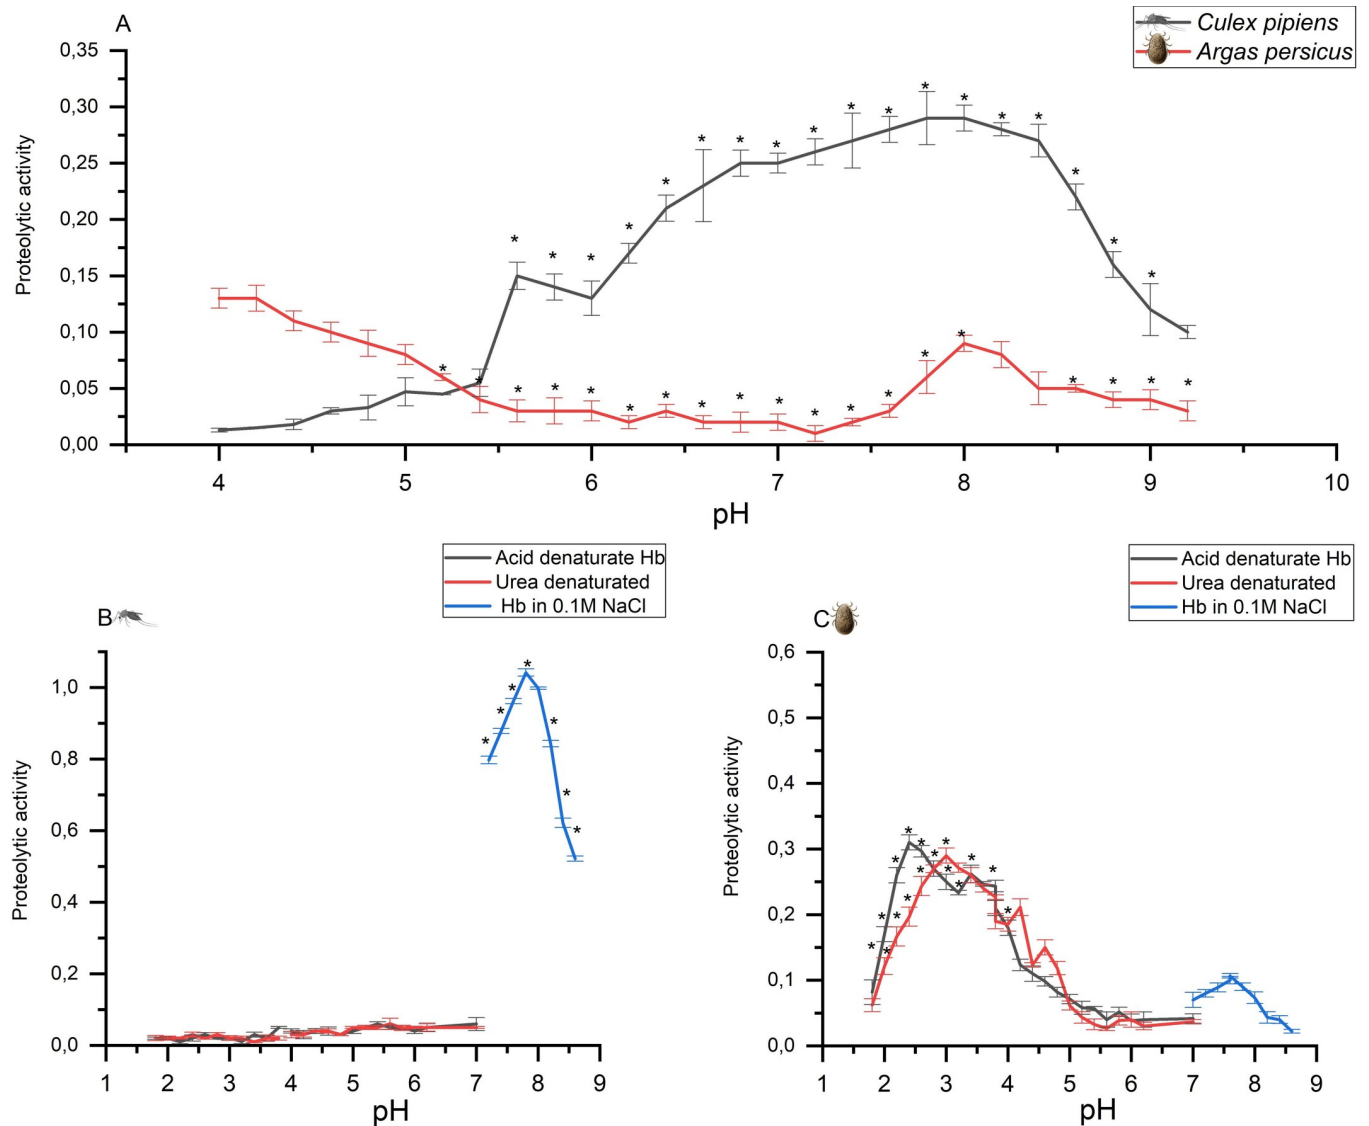 A
Culex pipiens
Argas persicus
0,35
0,30
0,25
0,20
0,15
0,10
0,05
0,00
Proteolytic activity
4 5 6 7 8 9 10
pH
Acid denaturate Hb
Urea denaturated
Hb in 0.1M NaCl
B
1,0
0,8
0,6
0,4
0,2
0,0
Proteolytic activity
1 2 3 4 5 6 7 8 9
pH
Acid denaturate Hb
Urea denaturated
Hb in 0.1M NaCl
C
0,6
0,5
0,4
0,3
0,2
0,1
0,0
Proteolytic activity
1 2 3 4 5 6 7 8 9
pH